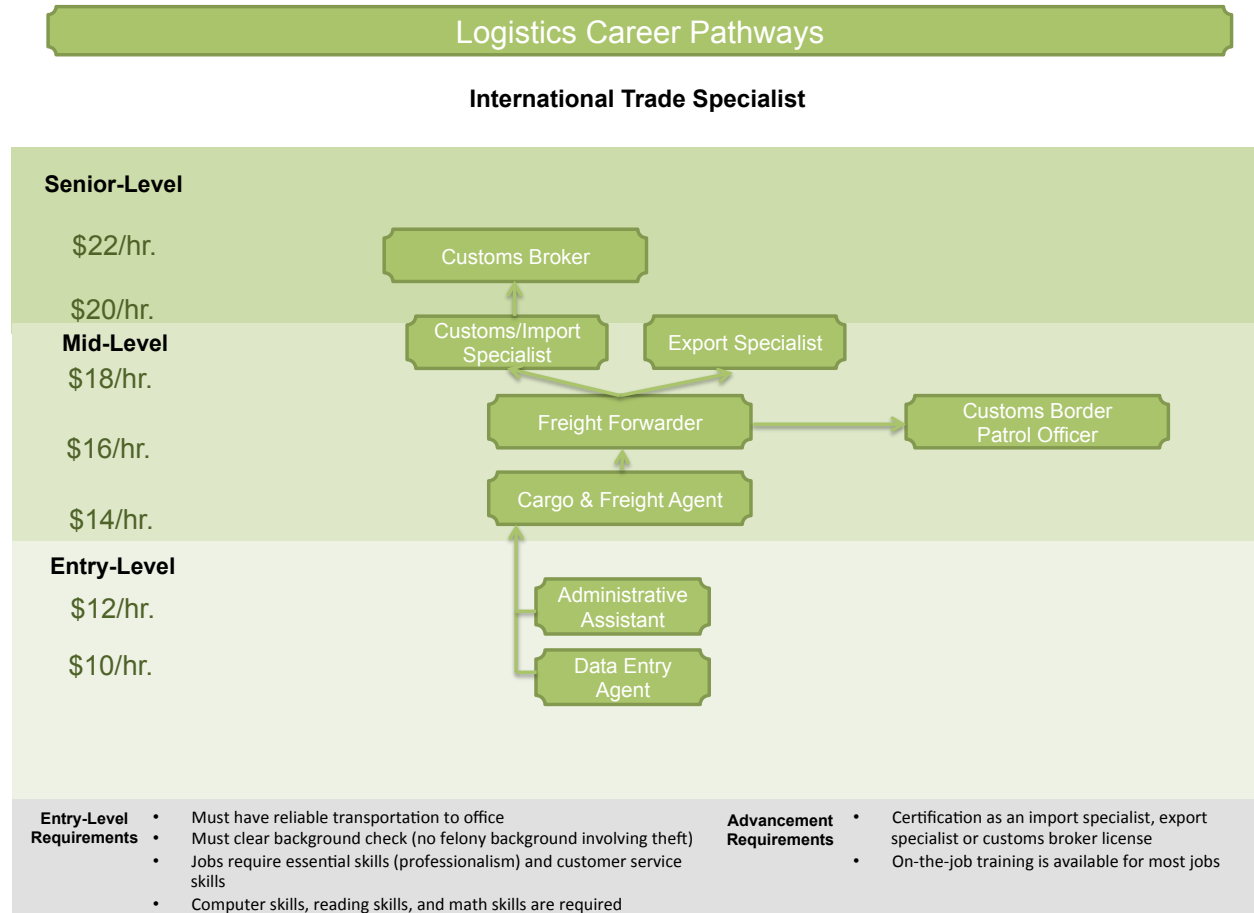 Logistics Career Pathways
International Trade Specialist
Senior-Level
$22/hr.
Customs Broker
$20/hr.
Mid-Level
Customs/Import
Specialist
Export Specialist
$18/hr.
Freight Forwarder
Customs Border
Patrol Officer
$16/hr.
Cargo & Freight Agent
$14/hr.
Entry-Level
$12/hr.
Administrative
Assistant
$10/hr.
Data Entry
Agent
Entry-Level
Requirements
• Must have reliable transportation to office
• Must clear background check (no felony background involving theft)
• Jobs require essential skills (professionalism) and customer service
skills
• Computer skills, reading skills, and math skills are required
Advancement
Requirements
• Certification as an import specialist, export
specialist or customs broker license
• On-the-job training is available for most jobs